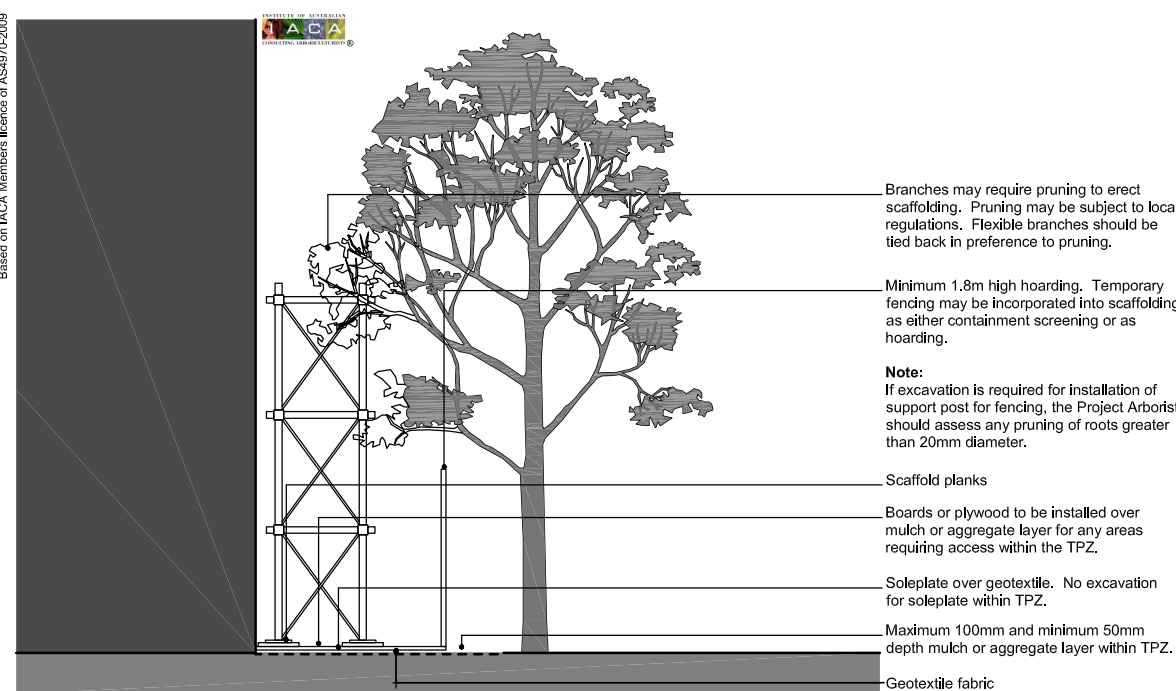 Based on IACA Members licence of AS4970-2009
INSTITUTE OF AUSTRALIAN
IACA
CONSULTING ARBORICULTURISTS ®
Branches may require pruning to erect
scaffolding. Pruning may be subject to loca
regulations. Flexible branches should be
tied back in preference to pruning.
Minimum 1.8m high hoarding. Temporary
fencing may be incorporated into scaffolding
as either containment screening or as
hoarding.
Note:
If excavation is required for installation of
support post for fencing, the Project Arborist
should assess any pruning of roots greater
than 20mm diameter.
Scaffold planks
Boards or plywood to be installed over
mulch or aggregate layer for any areas
requiring access within the TPZ.
Soleplate over geotextile. No excavation
for soleplate within TPZ.
Maximum 100mm and minimum 50mm
depth mulch or aggregate layer within TPZ.
Geotextile fabric